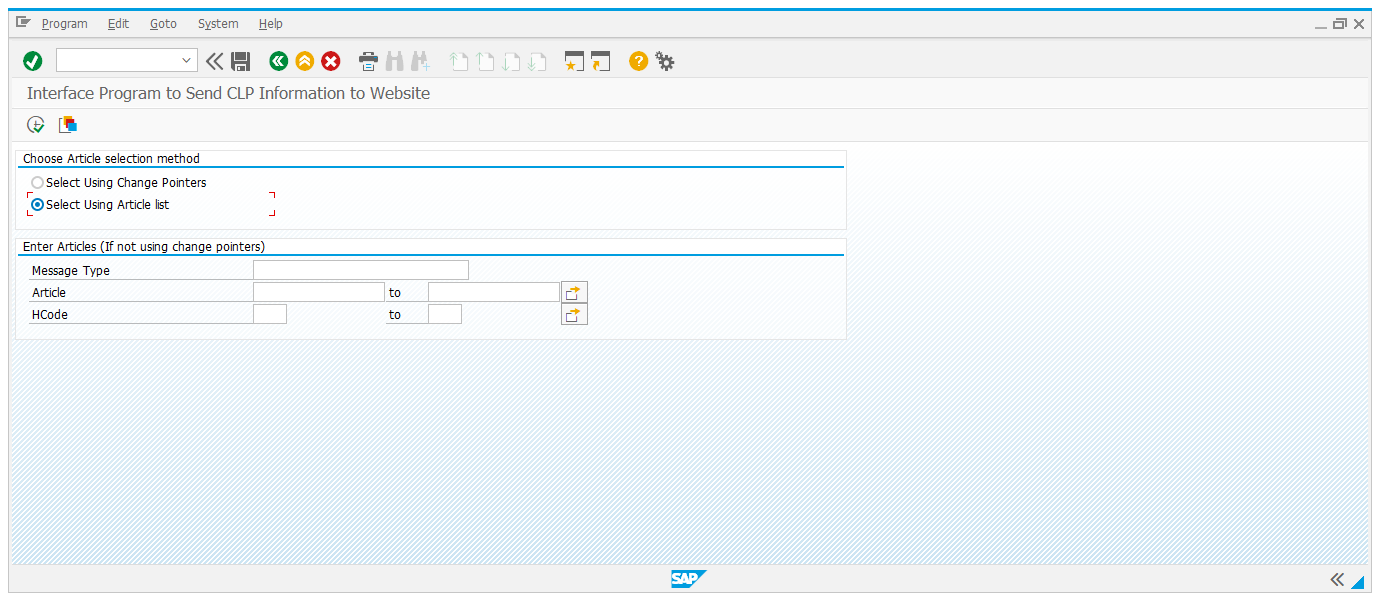 Program Edit Goto System Help
Interface Program to Send CLP Information to Website
Choose Article selection method
Select Using Change Pointers
Select Using Article list
Enter Articles (If not using change pointers)
Message Type
Article to
HCode to
SAP